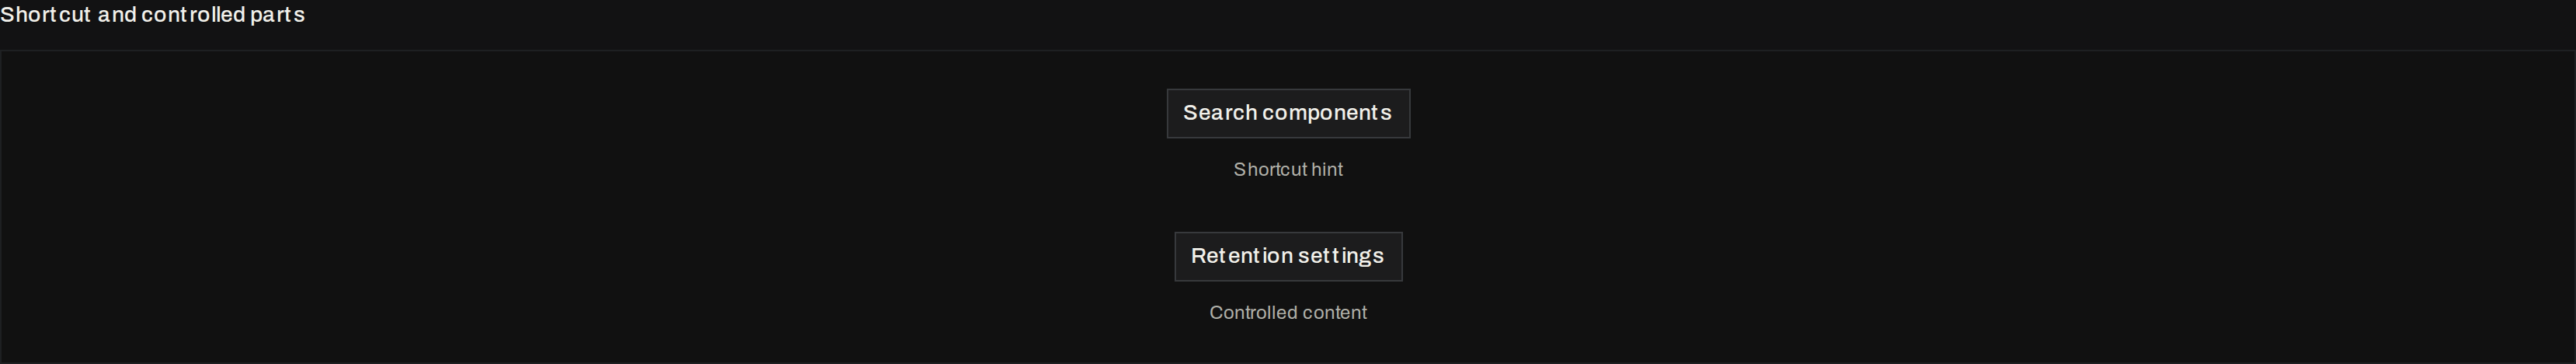 Shortcut and controlled parts
Search components
Shortcut hint
Retention settings
Controlled content